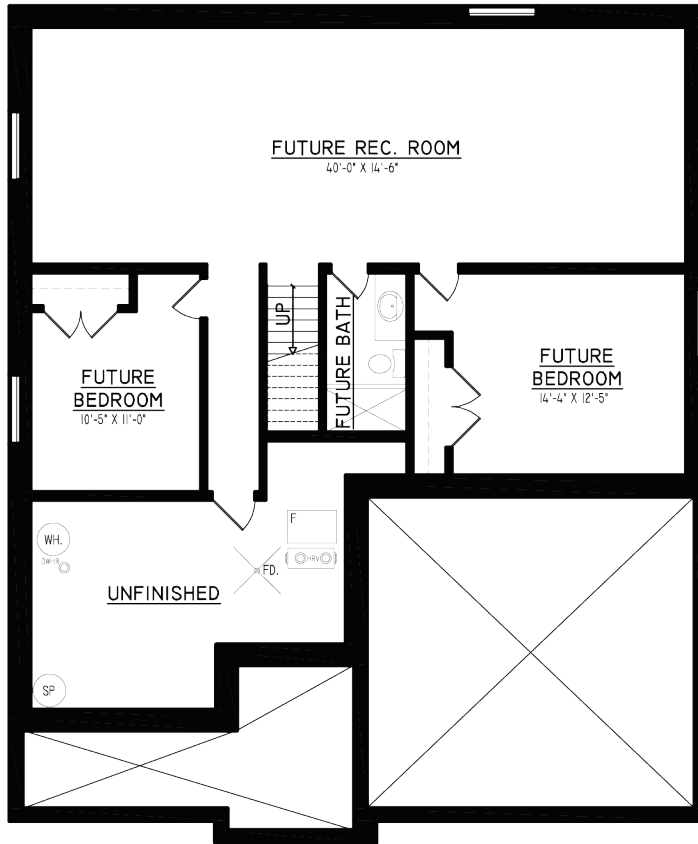 FUTURE REC. ROOM
40'-0" X 14'-6"
UP
FUTURE BATH
FUTURE
BEDROOM
10'-5" X 11'-0"
FUTURE
BEDROOM
14'-4" X 12'-5"
F
HRV
WH.
DWHR
FD.
UNFINISHED
SP